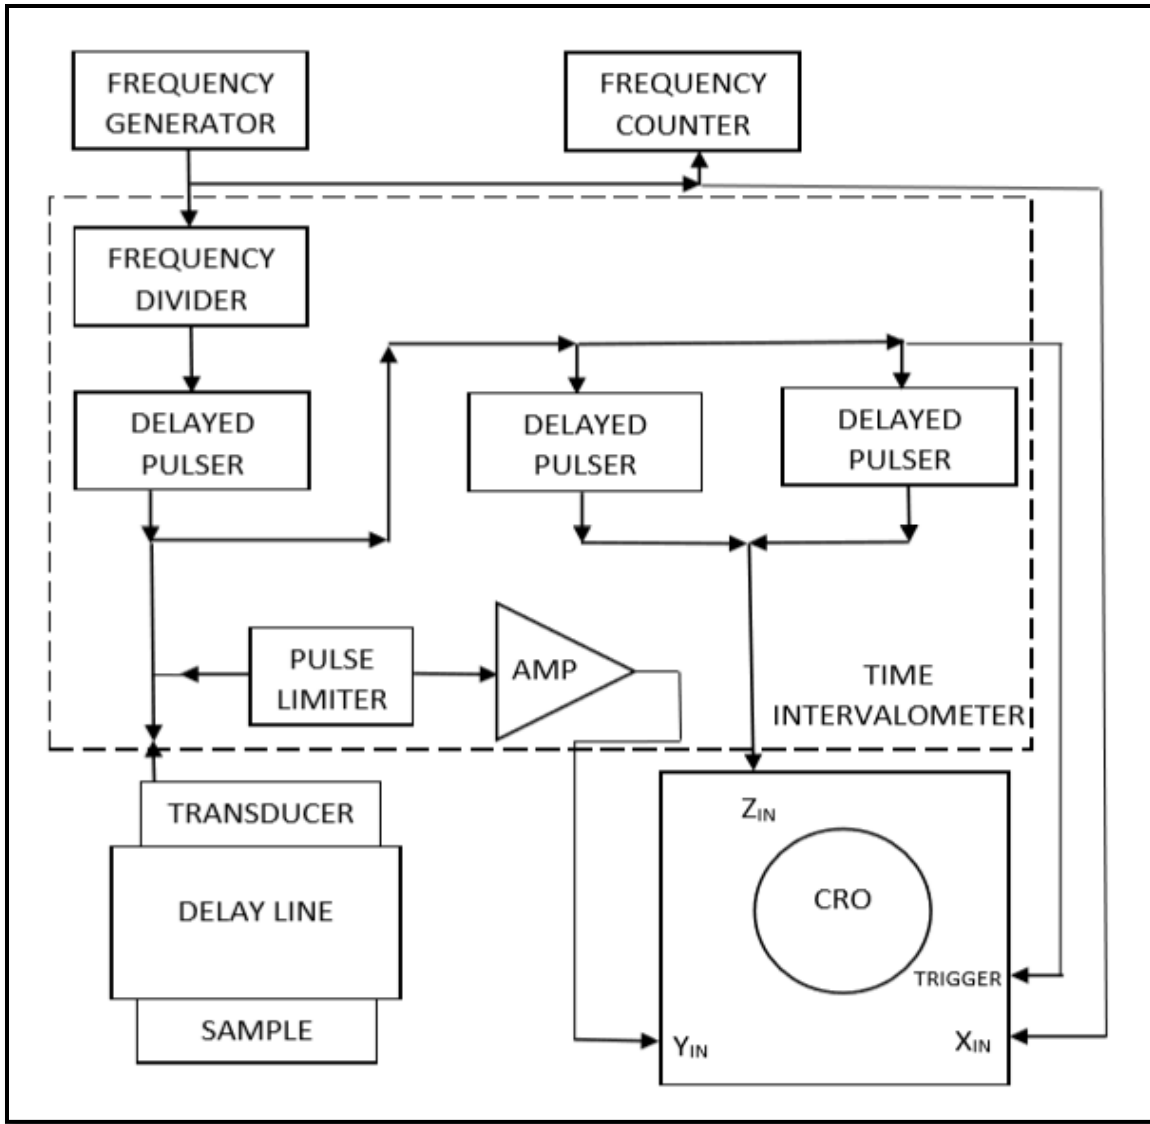 FREQUENCY
GENERATOR
FREQUENCY
COUNTER
FREQUENCY
DIVIDER
DELAYED
PULSER
DELAYED
PULSER
DELAYED
PULSER
PULSE
LIMITER
AMP
TIME
INTERVALOMETER
TRANSDUCER
DELAY LINE
SAMPLE
ZIN
CRO
TRIGGER
YIN
XIN